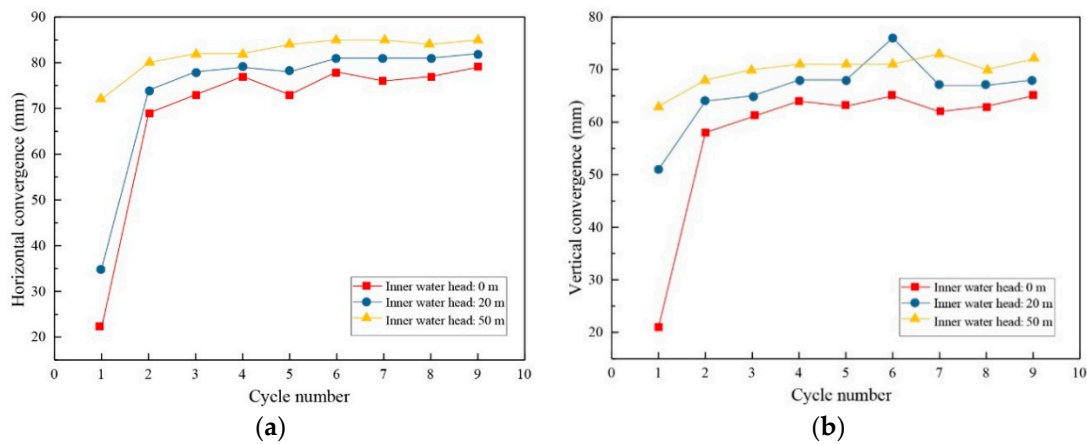 90
80
70
60
50
40
30
20
Horizontal convergence (mm)
Inner water head: 0 m
Inner water head: 20 m
Inner water head: 50 m
0 1 2 3 4 5 6 7 8 9 10
Cycle number
(a)
80
70
60
50
40
30
20
Vertical convergence (mm)
Inner water head: 0 m
Inner water head: 20 m
Inner water head: 50 m
0 1 2 3 4 5 6 7 8 9 10
Cycle number
(b)